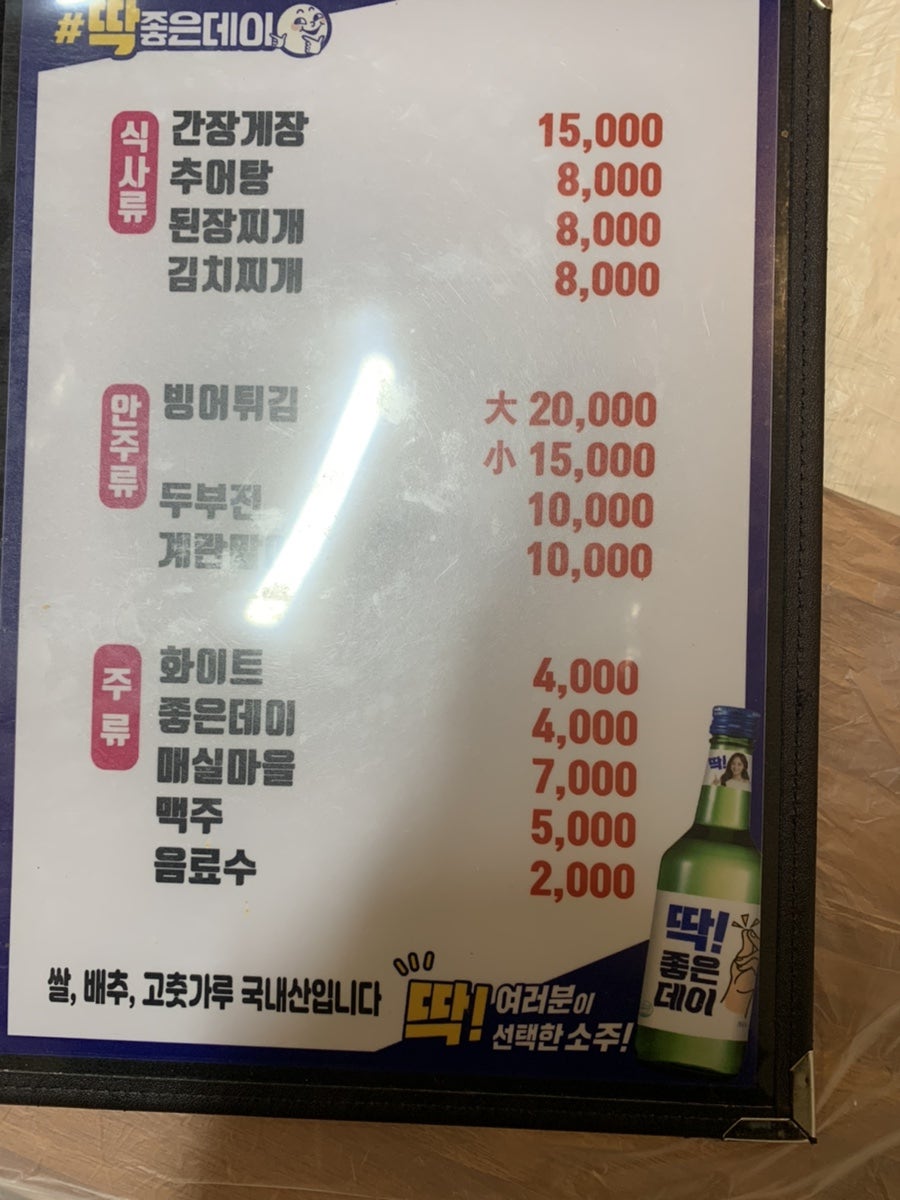 #딱좋은데이
식사류
간장게장 15,000
추어탕 8,000
된장찌개 8,000
김치찌개 8,000
안주류
빙어튀김 大 20,000
小 15,000
두부전 10,000
계란말이 10,000
주류
화이트 4,000
좋은데이 4,000
매실마을 7,000
맥주 5,000
음료수 2,000
쌀, 배추, 고춧가루 국내산입니다
딱! 여러분이
선택한 소주!
딱!
딱!
좋은
데이